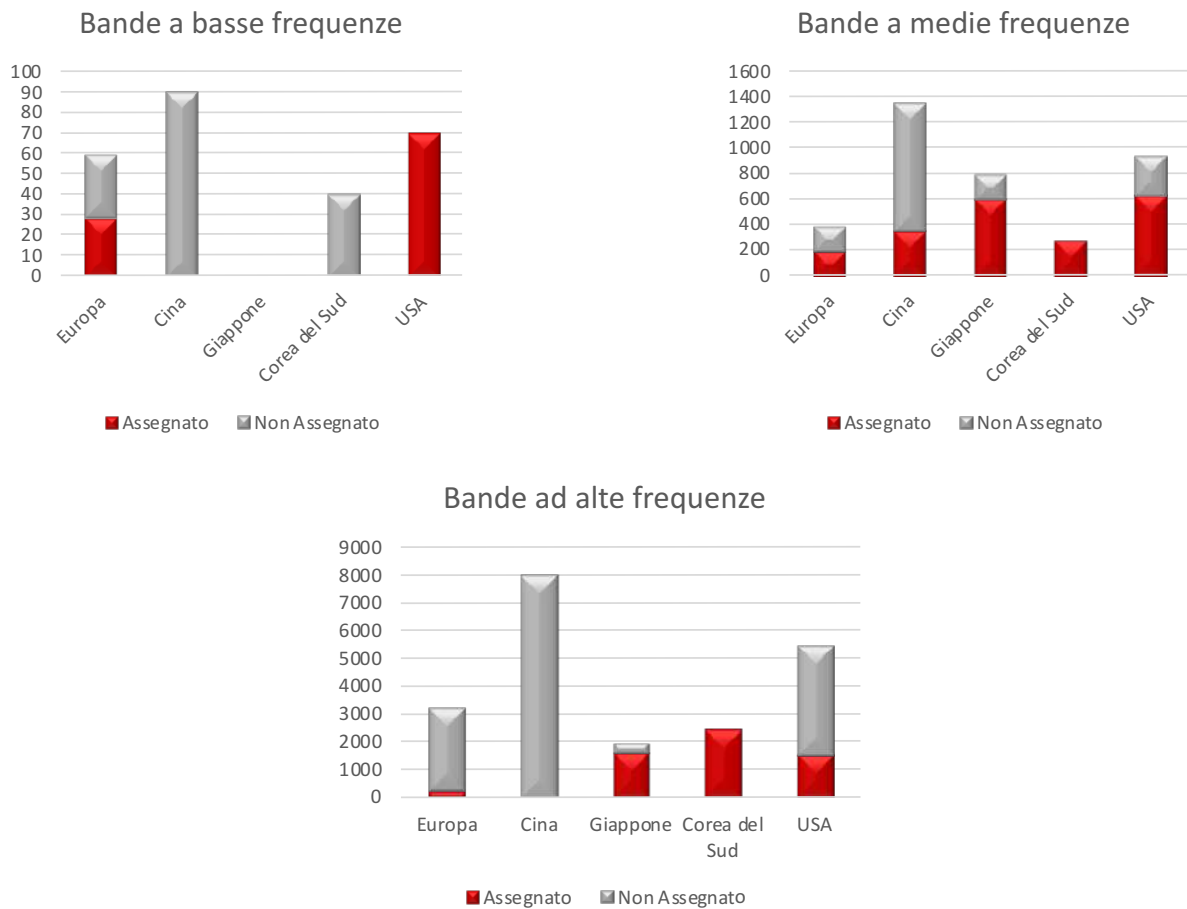 Bande a basse frequenze
100
90
80
70
60
50
40
30
20
10
0
Europa
Cina
Giappone
Corea del Sud
USA
Assegnato Non Assegnato
Bande a medie frequenze
1600
1400
1200
1000
800
600
400
200
0
Europa
Cina
Giappone
Corea del Sud
USA
Assegnato Non Assegnato
Bande ad alte frequenze
9000
8000
7000
6000
5000
4000
3000
2000
1000
0
Europa Cina Giappone Corea del USA
Sud
Assegnato Non Assegnato